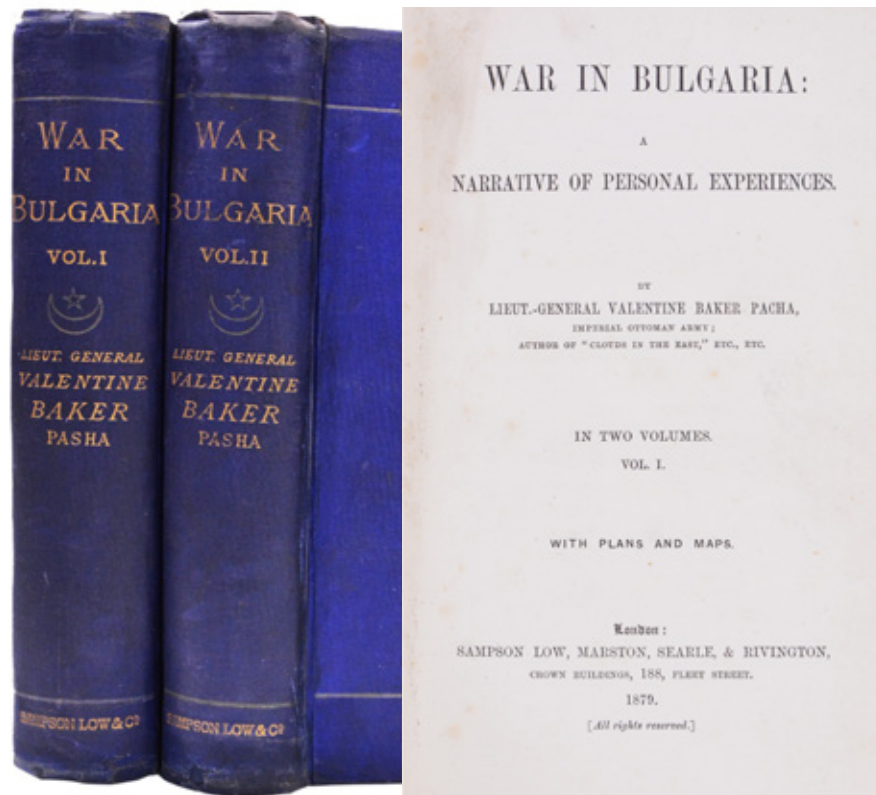 WAR
IN
BULGARIA
VOL.I
LIEUT. GENERAL
VALENTINE
BAKER
PASHA
SAMPSON LOW & Co
WAR
IN
BULGARIA
VOL.II
LIEUT. GENERAL
VALENTINE
BAKER
PASHA
SAMPSON LOW & Co
WAR IN BULGARIA:
A
NARRATIVE OF PERSONAL EXPERIENCES.
BY
LIEUT.-GENERAL VALENTINE BAKER PACHA,
IMPERIAL OTTOMAN ARMY;
AUTHOR OF "CLOUDS IN THE EAST," ETC., ETC.
IN TWO VOLUMES.
VOL. I.
WITH PLANS AND MAPS.
London:
SAMPSON LOW, MARSTON, SEARLE, & RIVINGTON,
CROWN BUILDINGS, 188, FLEET STREET.
1879.
[All rights reserved.]